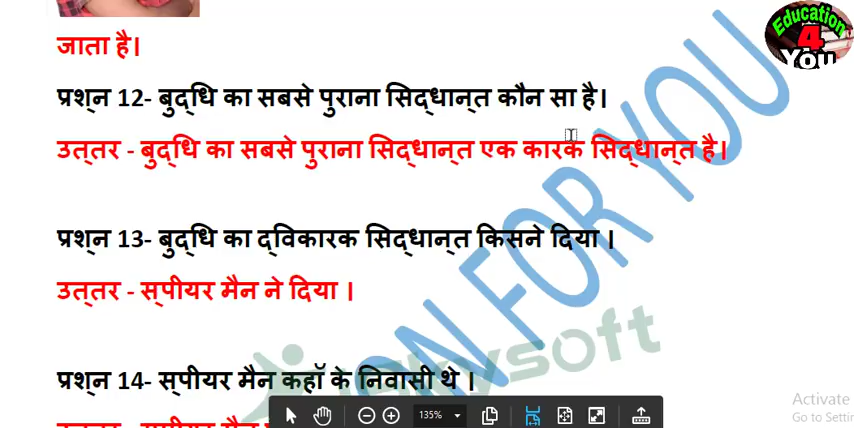 Education
4
You
जाता है।
प्रश्न 12- बुद्धि का सबसे पुराना सिद्धान्त कौन सा है।
उत्तर - बुद्धि का सबसे पुराना सिद्धान्त एक कारक सिद्धान्त है।
प्रश्न 13- बुद्धि का द्विकारक सिद्धान्त किसने दिया ।
उत्तर - स्पीयर मैन ने दिया ।
ON FOR YOU
प्रश्न 14- स्पीयर मैन कहॉ के निवासी थे ।
135%
Activate
Go to Settin